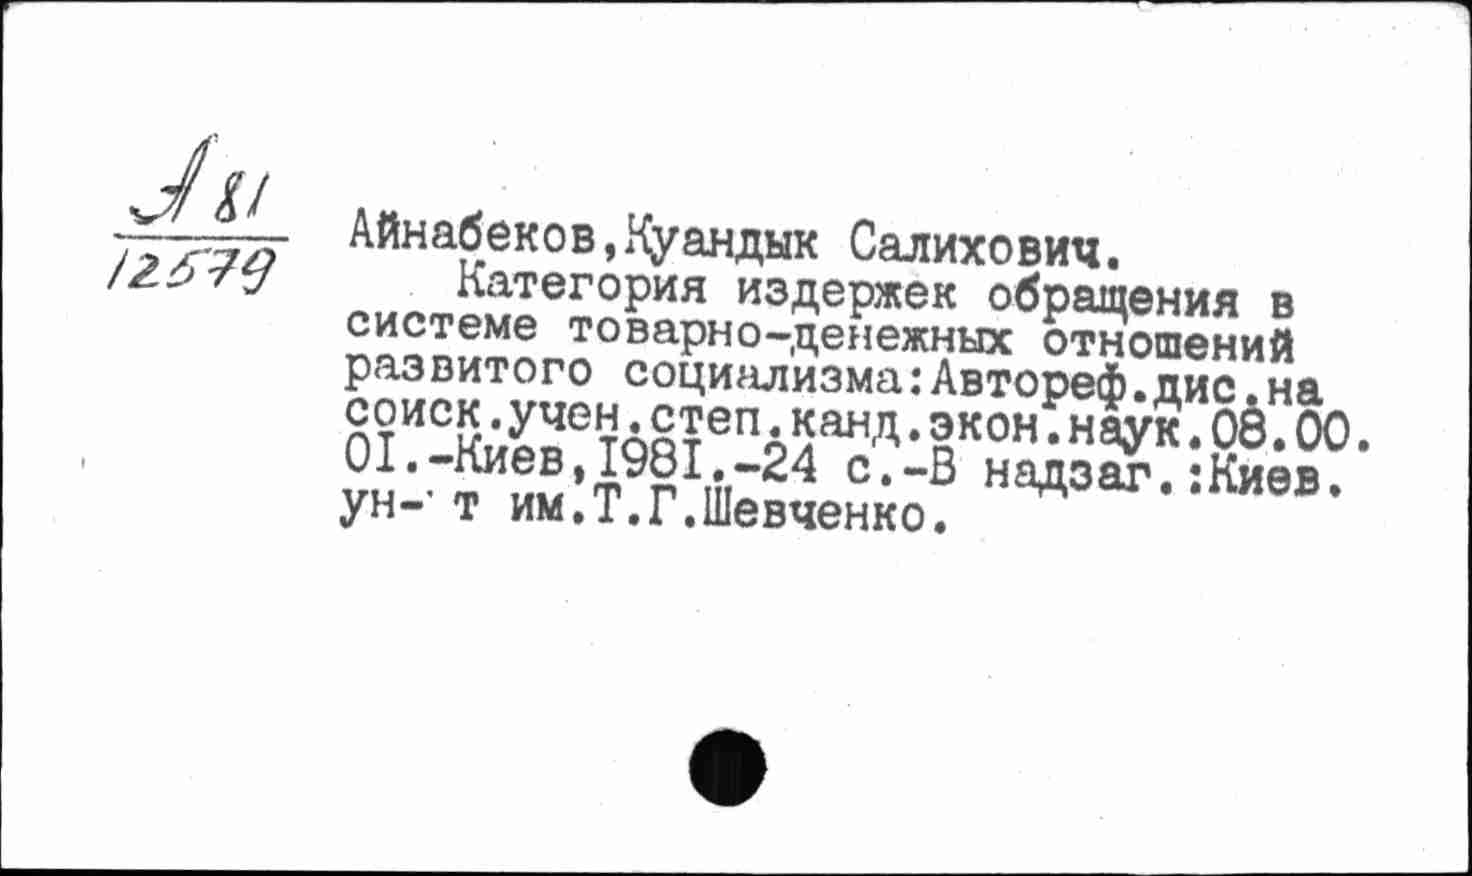 А 81
12579
Айнабеков,Куандык Салихович.
Категория издержек обращения в
системе товарно-денежных отношений
развитого социализма:Автореф.дис.на
соиск.учен.степ.канд.экон.наук.08.00.
01.-Киев,1981.-24 с.-В надзаг.:Киев.
ун-т им.Т.Г.Шевченко.